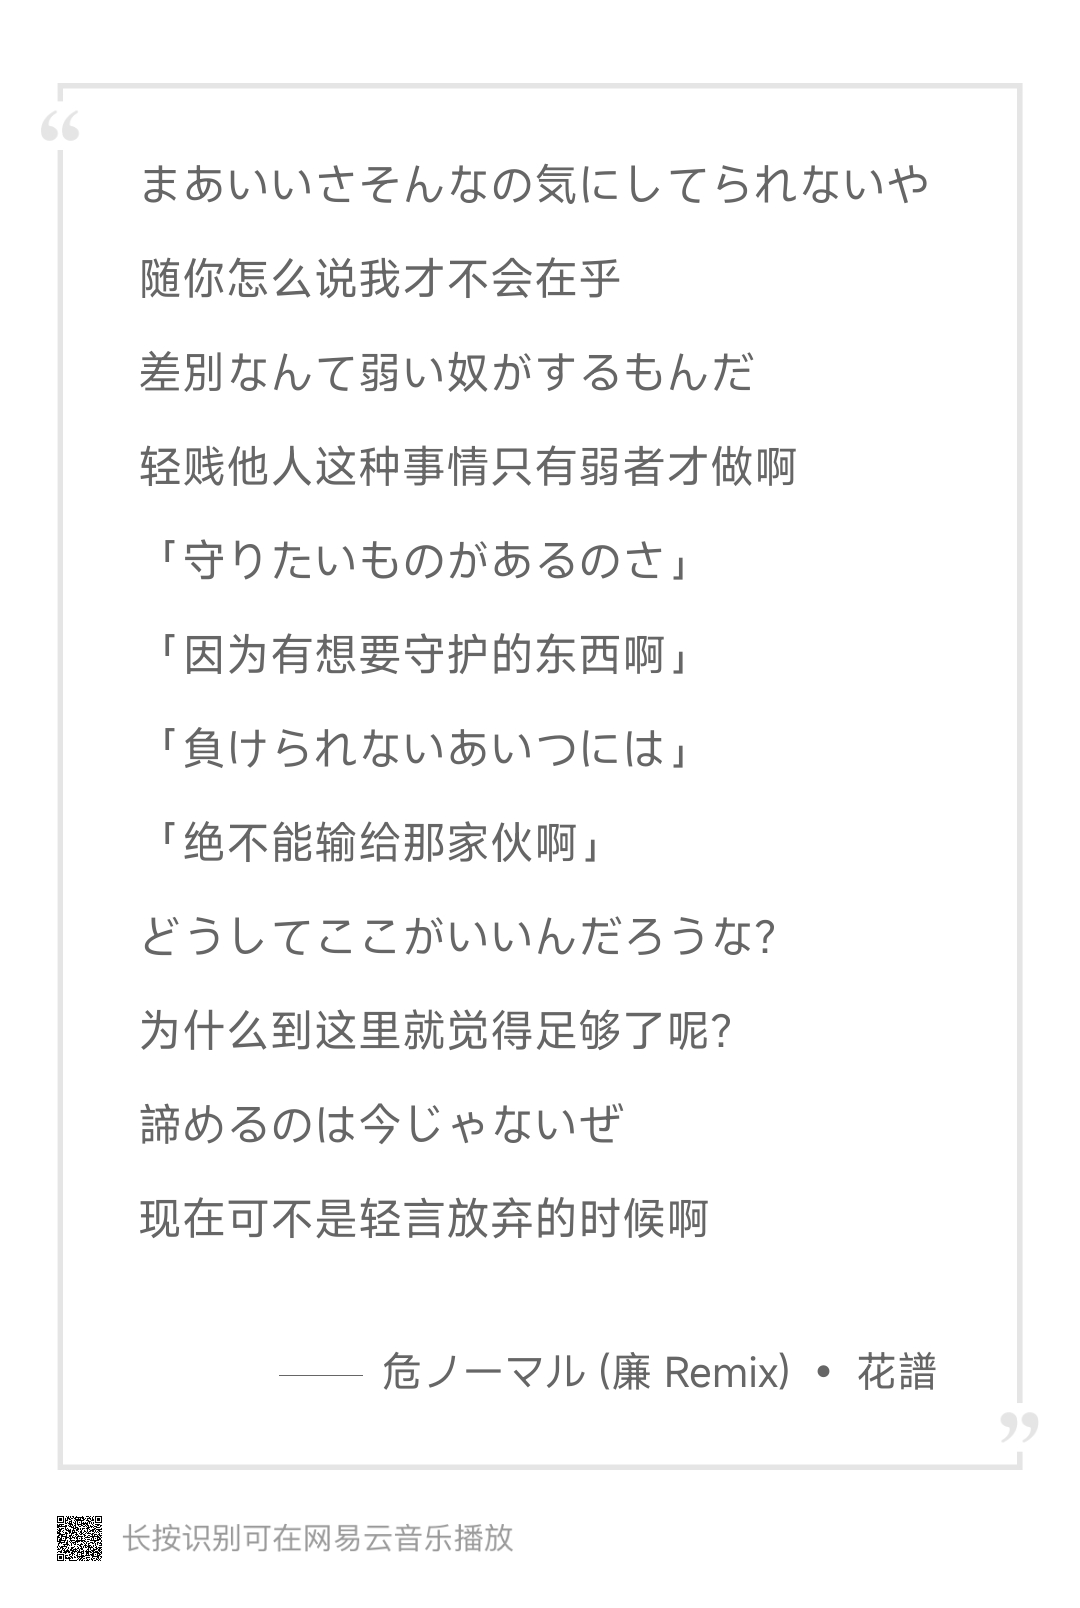 “
まあいいさそんなの気にしてられないや
随你怎么说我才不会在乎
差別なんて弱い奴がするもんだ
轻贱他人这种事情只有弱者才做啊
「守りたいものがあるのさ」
「因为有想要守护的东西啊」
「負けられないあいつには」
「绝不能输给那家伙啊」
どうしてここがいいんだろうな?
为什么到这里就觉得足够了呢?
諦めるのは今じゃないぜ
现在可不是轻言放弃的时候啊
—— 危ノーマル (廉 Remix) • 花譜
”
长按识别可在网易云音乐播放